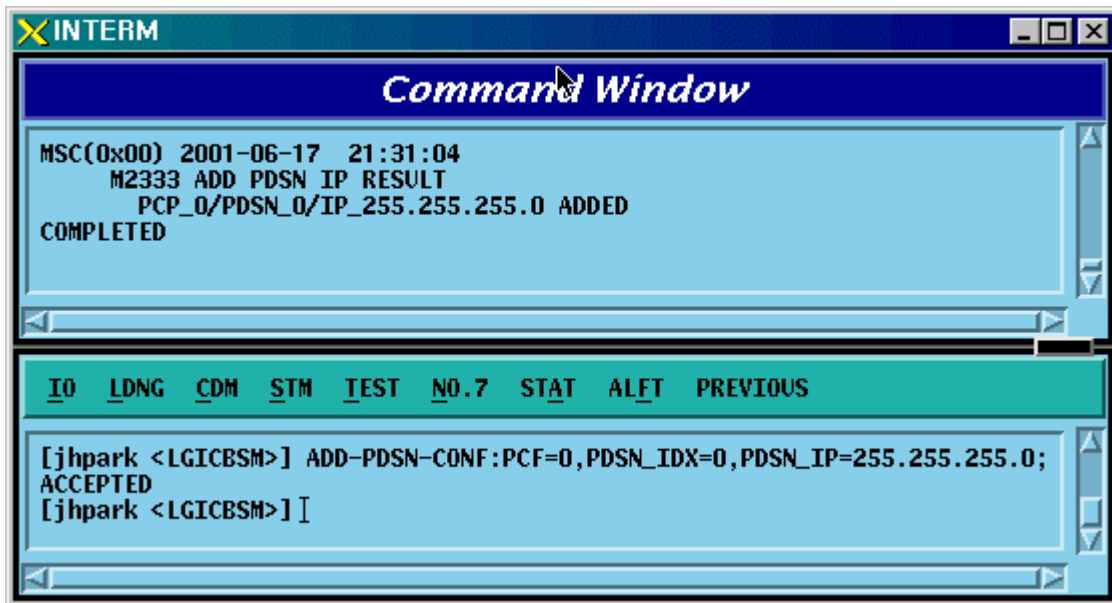 INTERM
Command Window
MSC(0x00) 2001-06-17 21:31:04
M2333 ADD PDSN IP RESULT
PCP_0/PDSN_0/IP_255.255.255.0 ADDED
COMPLETED
IO LDNG CDM STM TEST NO.7 STAT ALFT PREVIOUS
[jhpark <LGICBSM>] ADD-PDSN-CONF:PCF=0,PDSN_IDX=0,PDSN_IP=255.255.255.0;
ACCEPTED
[jhpark <LGICBSM>]